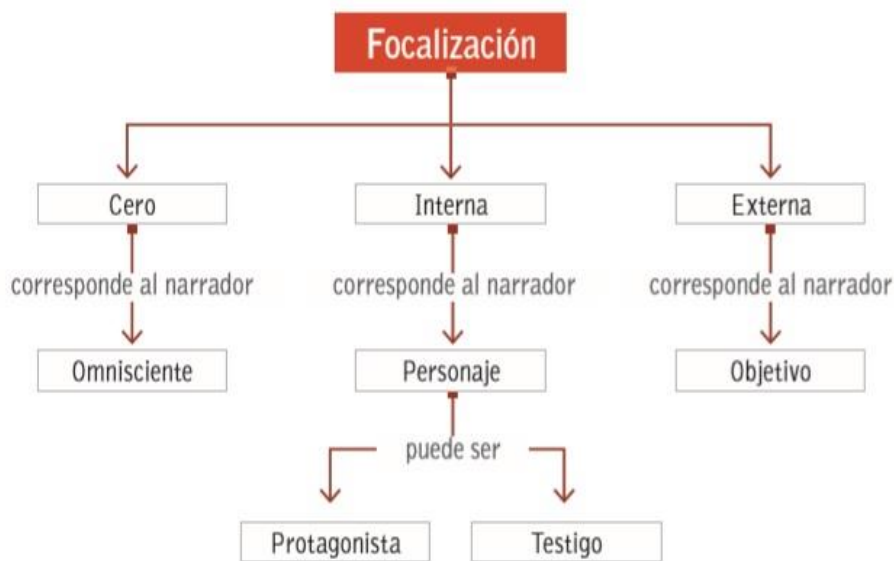 Focalización
Cero
Interna
Externa
corresponde al narrador
corresponde al narrador
corresponde al narrador
Omnisciente
Personaje
Objetivo
puede ser
Protagonista
Testigo